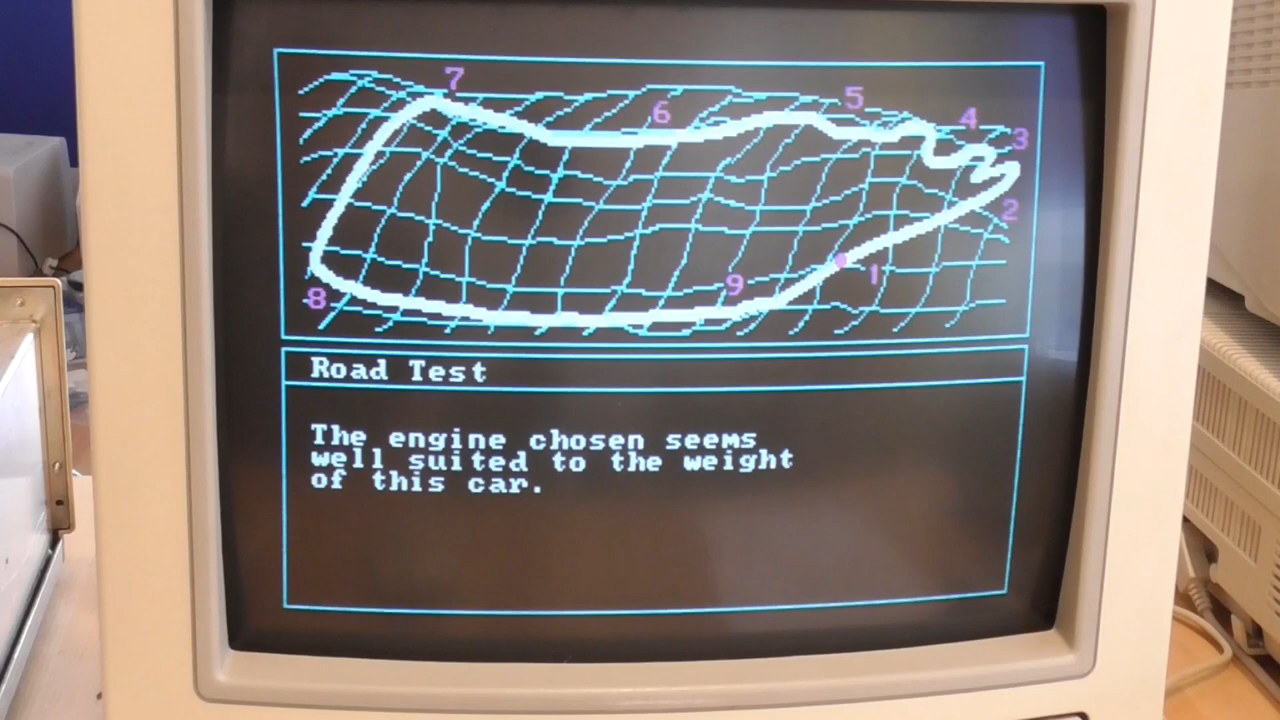 7
6
5
4
3
2
1
9
8
Road Test
The engine chosen seems
well suited to the weight
of this car.